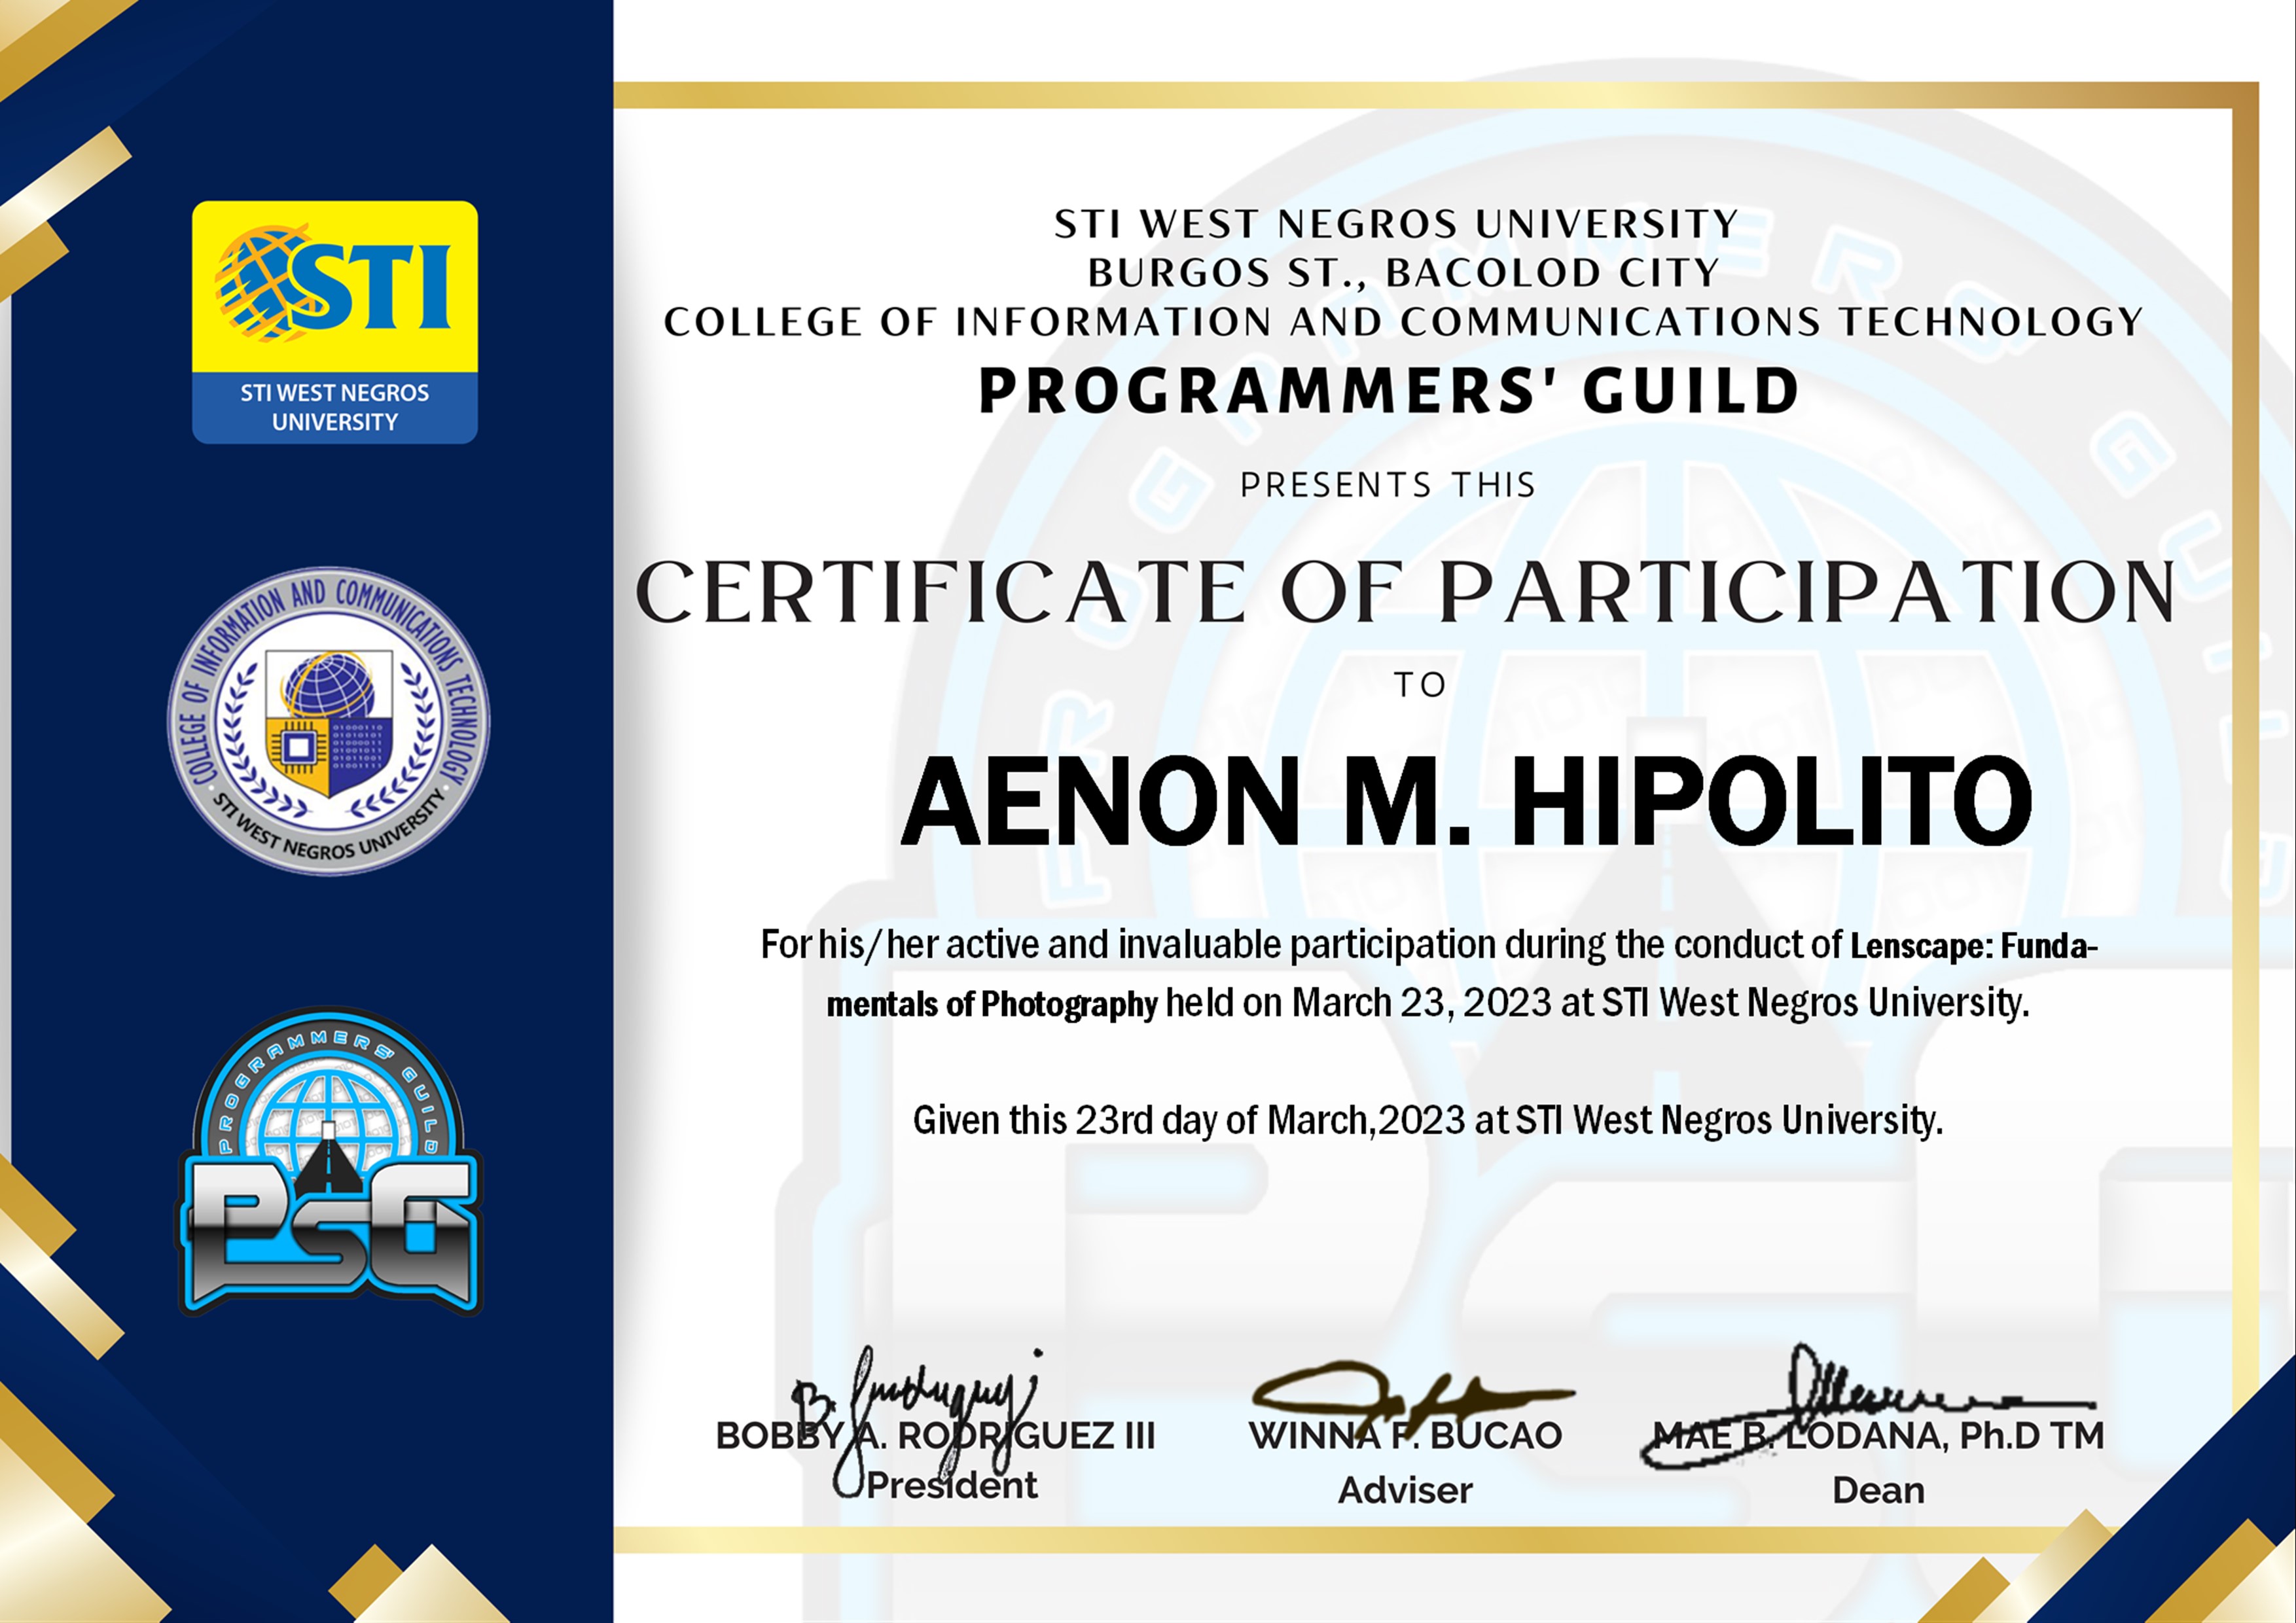 STI
STI WEST NEGROS
UNIVERSITY
COLLEGE OF INFORMATION AND COMMUNICATIONS TECHNOLOGY
STI WEST NEGROS UNIVERSITY
PROGRAMMERS' GUILD
PSG
STI WEST NEGROS UNIVERSITY
BURGOS ST., BACOLOD CITY
COLLEGE OF INFORMATION AND COMMUNICATIONS TECHNOLOGY
PROGRAMMERS' GUILD
PRESENTS THIS
CERTIFICATE OF PARTICIPATION
TO
AENON M. HIPOLITO
For his/her active and invaluable participation during the conduct of Lenscape: Funda-
mentals of Photography held on March 23, 2023 at STI West Negros University.
Given this 23rd day of March,2023 at STI West Negros University.
BOBBY A. RODRIGUEZ III
President
WINNA F. BUCAO
Adviser
MAE B. LODANA, Ph.D TM
Dean